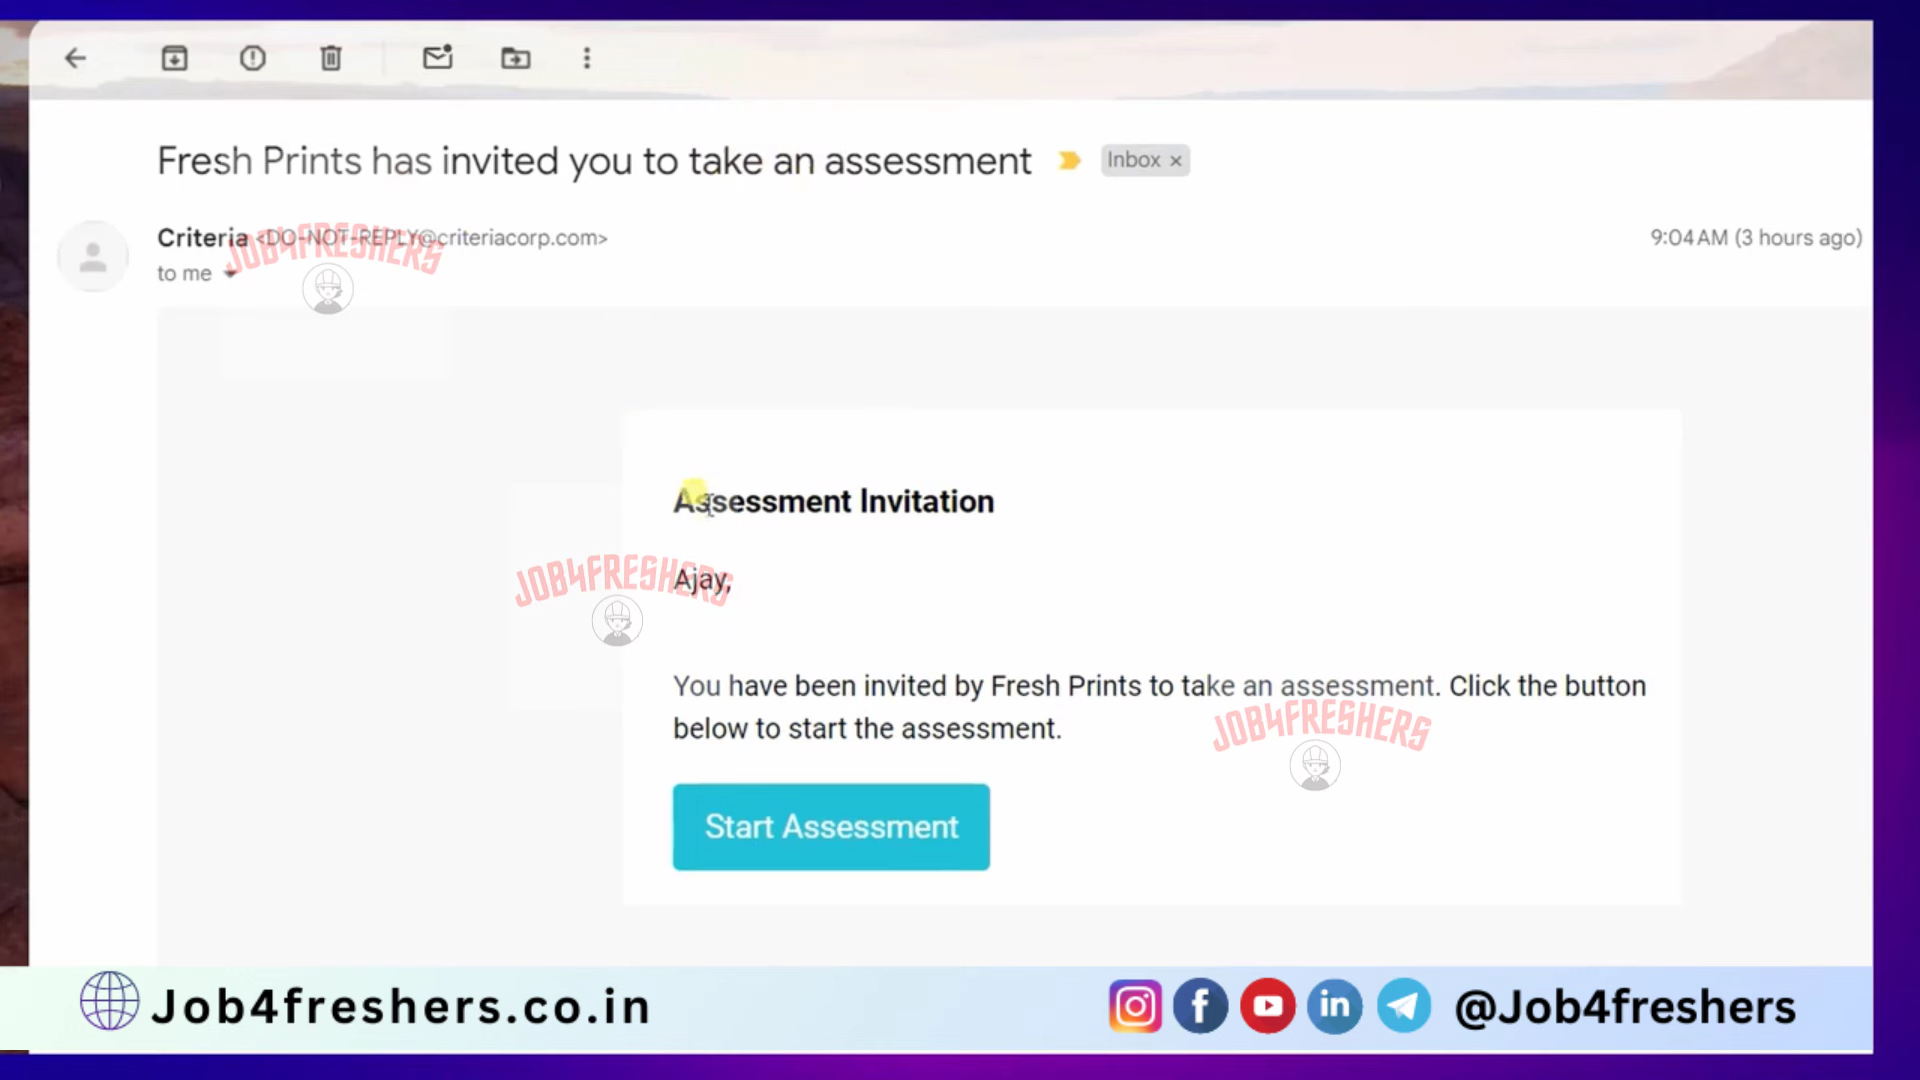 Fresh Prints has invited you to take an assessment
Inbox ×
Criteria <DO-NOT-REPLY@criteriacorp.com>
9:04 AM (3 hours ago)
to me
JOB4FRESHERS
Assessment Invitation
Ajay,
JOB4FRESHERS
You have been invited by Fresh Prints to take an assessment. Click the button
below to start the assessment.
JOB4FRESHERS
Start Assessment
Job4freshers.co.in
@Job4freshers